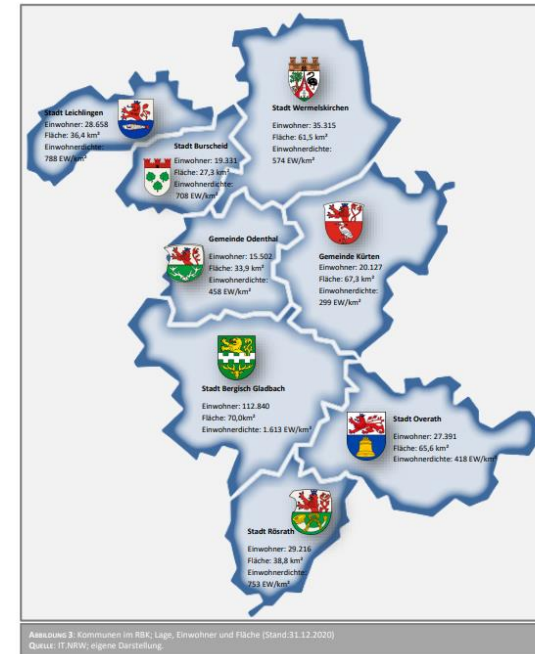 Stadt Wermelskirchen
Einwohner: 35.315
Fläche: 61,5 km²
Einwohnerdichte:
574 EW/km²
Stadt Leichlingen
Einwohner: 28.658
Fläche: 36,4 km²
Einwohnerdichte:
788 EW/km²
Stadt Burscheid
Einwohner: 19.331
Fläche: 27,3 km²
Einwohnerdichte:
708 EW/km²
Gemeinde Odenthal
Einwohner: 15.502
Fläche: 33,9 km²
Einwohnerdichte:
458 EW/km²
Gemeinde Kürten
Einwohner: 20.127
Fläche: 67,3 km²
Einwohnerdichte:
299 EW/km²
Stadt Bergisch Gladbach
Einwohner: 112.840
Fläche: 70,0km²
Einwohnerdichte: 1.613 EW/km²
Stadt Overath
Einwohner: 27.391
Fläche: 65,6 km²
Einwohnerdichte: 418 EW/km²
Stadt Rösrath
Einwohner: 29.216
Fläche: 38,8 km²
Einwohnerdichte:
753 EW/km²
ABBILDUNG 3: Kommunen im RBK; Lage, Einwohner und Fläche (Stand:31.12.2020)
QUELLE: IT.NRW; eigene Darstellung.